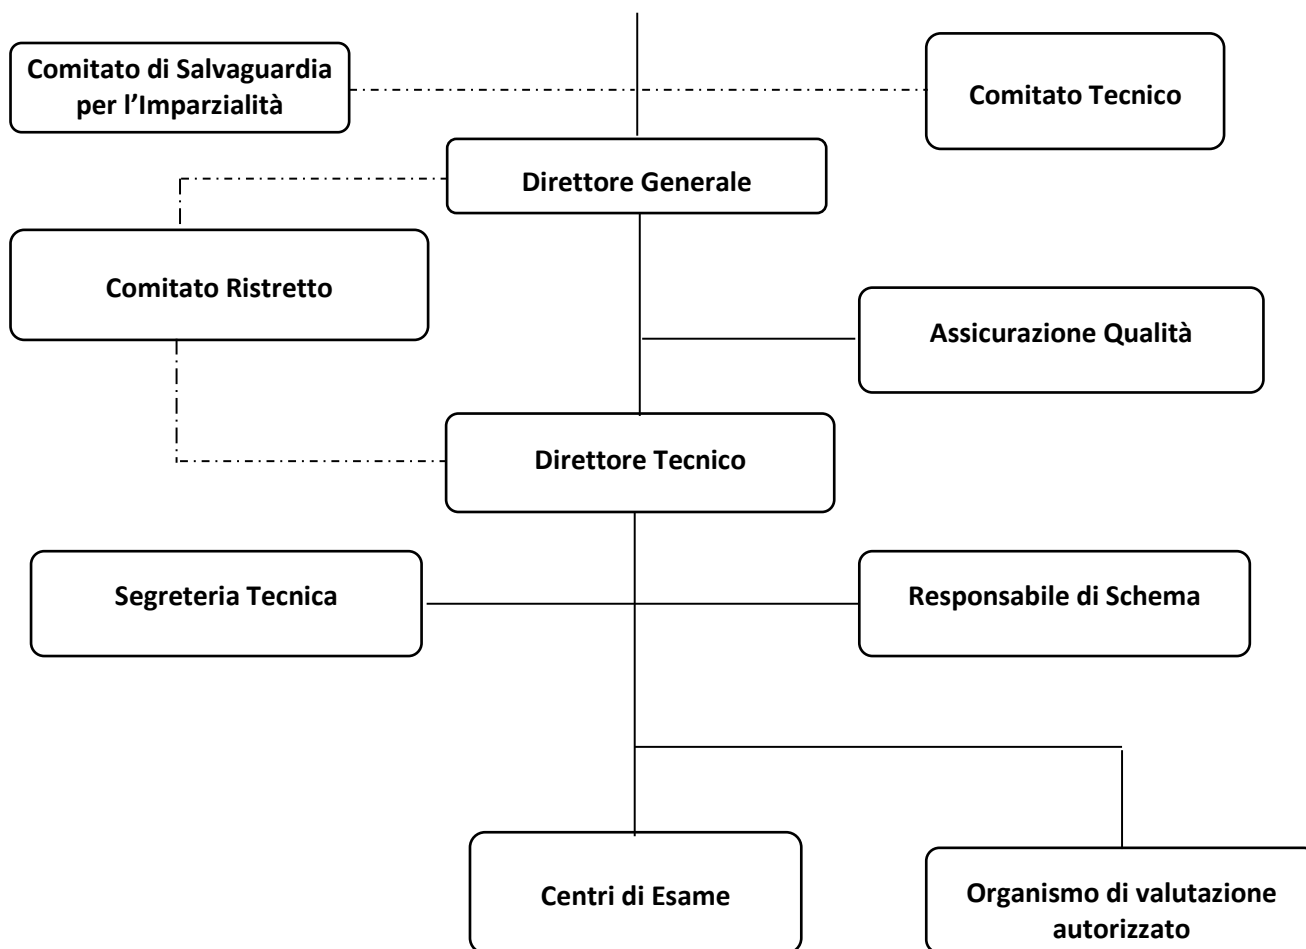 Comitato di Salvaguardia
per l’Imparzialità
Comitato Tecnico
Direttore Generale
Comitato Ristretto
Assicurazione Qualità
Direttore Tecnico
Segreteria Tecnica
Responsabile di Schema
Centri di Esame
Organismo di valutazione
autorizzato